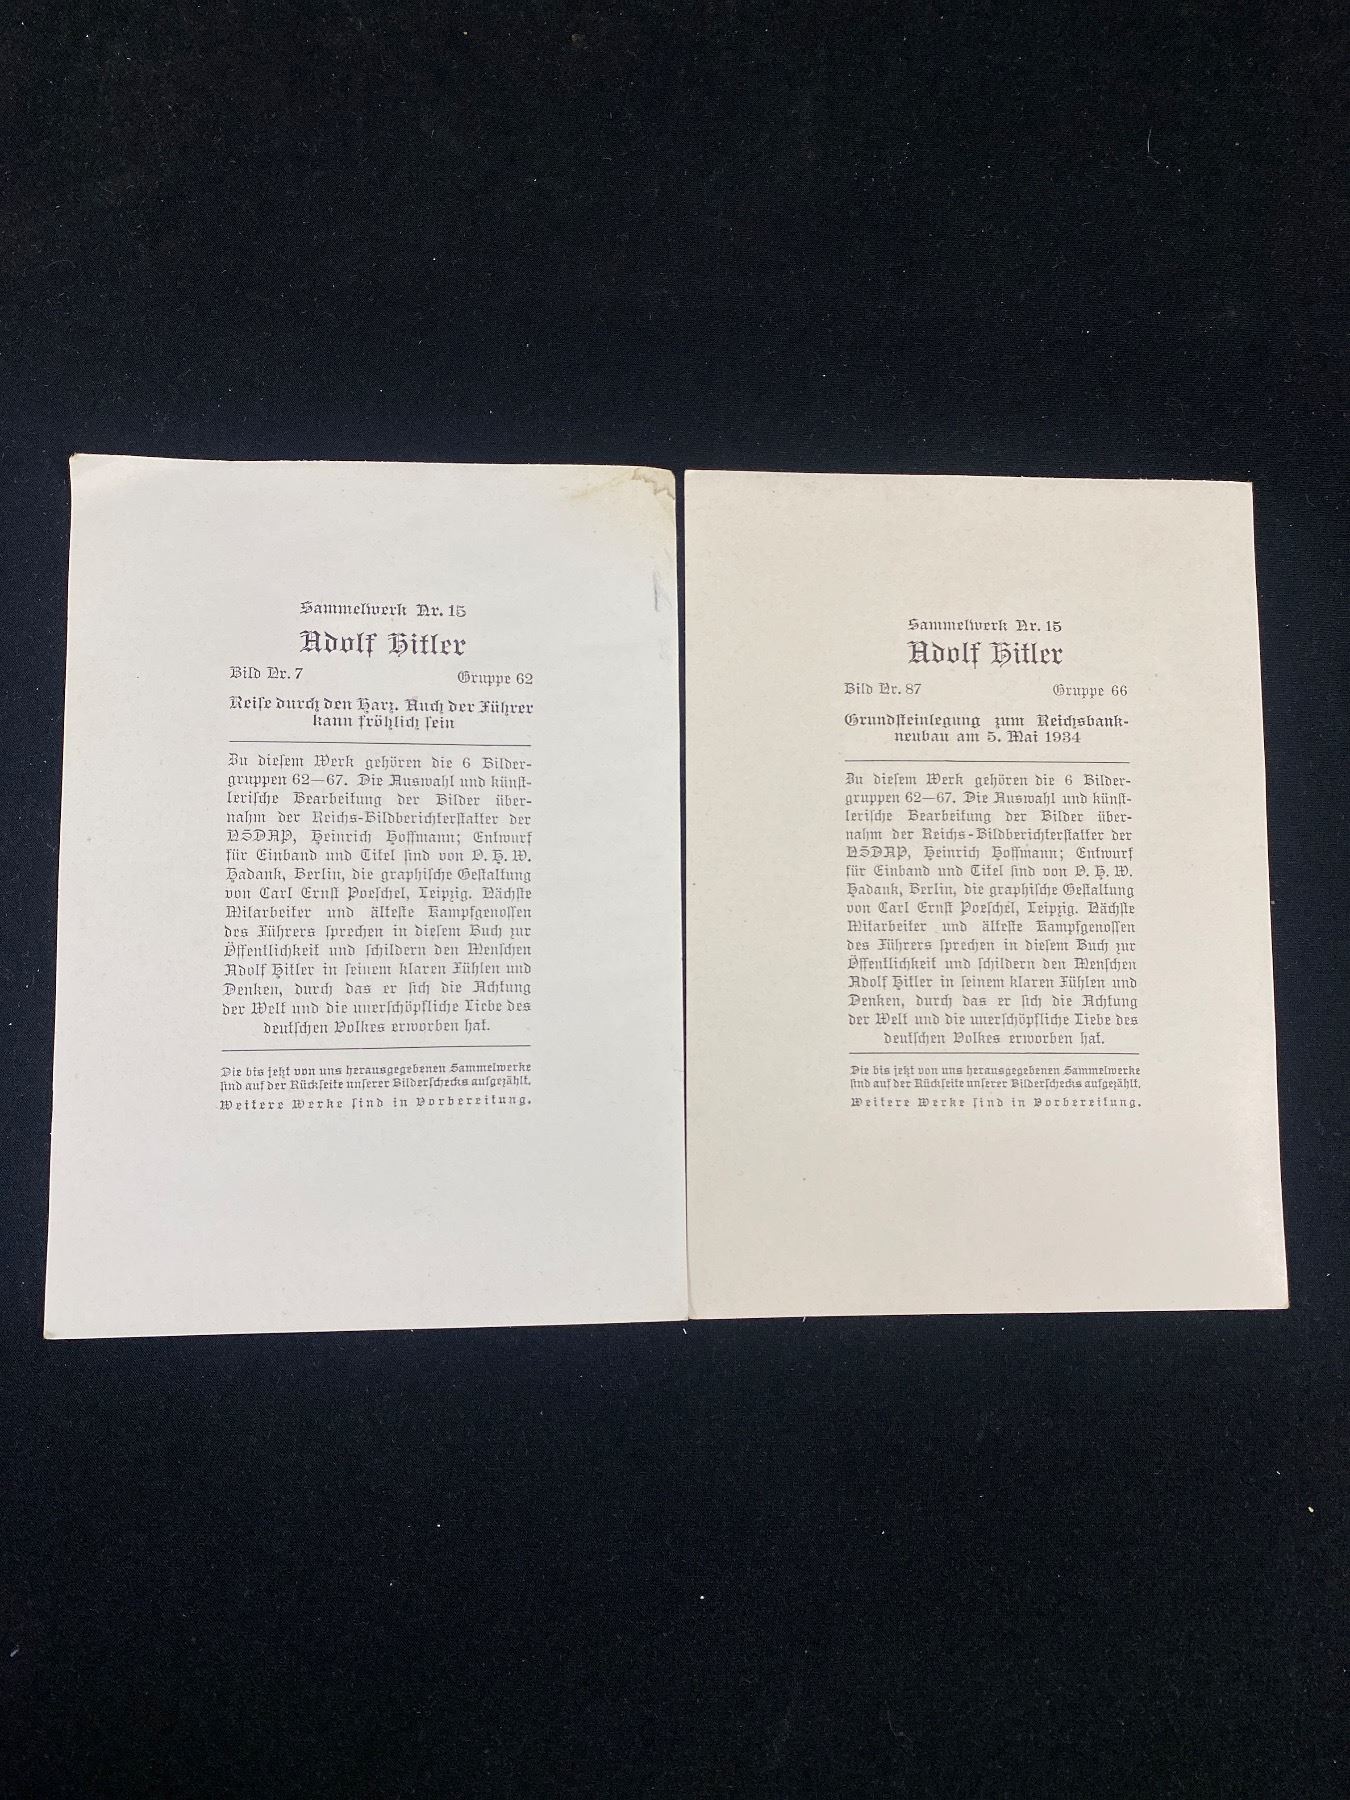 Sammelwerk Nr. 15
Adolf Hitler
Bild Nr. 7 Gruppe 62
Reise durch den Harz. Auch der Führer
kann fröhlich sein
Zu diesem Werk gehören die 6 Bilder-
gruppen 62—67. Die Auswahl und künst-
lerische Bearbeitung der Bilder über-
nahm der Reichs-Bildberichterstatter der
NSDAP, Heinrich Hoffmann; Entwurf
für Einband und Titel sind von O. H. W.
Hadank, Berlin, die graphische Gestaltung
von Carl Ernst Poeschel, Leipzig. Nächste
Mitarbeiter und älteste Kampfgenossen
des Führers sprechen in diesem Buch zur
Öffentlichkeit und schildern den Menschen
Adolf Hitler in seinem klaren Fühlen und
Denken, durch das er sich die Achtung
der Welt und die unerschöpfliche Liebe des
deutschen Volkes erworben hat.
Die bis jetzt von uns herausgegebenen Sammelwerke
sind auf der Rückseite unserer Bilderschecks aufgezählt.
Weitere Werke sind in Vorbereitung.
Sammelwerk Nr. 15
Adolf Hitler
Bild Nr. 87 Gruppe 66
Grundsteinlegung zum Reichsbank-
neubau am 5. Mai 1934
Zu diesem Werk gehören die 6 Bilder-
gruppen 62—67. Die Auswahl und künst-
lerische Bearbeitung der Bilder über-
nahm der Reichs-Bildberichterstatter der
NSDAP, Heinrich Hoffmann; Entwurf
für Einband und Titel sind von O. H. W.
Hadank, Berlin, die graphische Gestaltung
von Carl Ernst Poeschel, Leipzig. Nächste
Mitarbeiter und älteste Kampfgenossen
des Führers sprechen in diesem Buch zur
Öffentlichkeit und schildern den Menschen
Adolf Hitler in seinem klaren Fühlen und
Denken, durch das er sich die Achtung
der Welt und die unerschöpfliche Liebe des
deutschen Volkes erworben hat.
Die bis jetzt von uns herausgegebenen Sammelwerke
sind auf der Rückseite unserer Bilderschecks aufgezählt.
Weitere Werke sind in Vorbereitung.